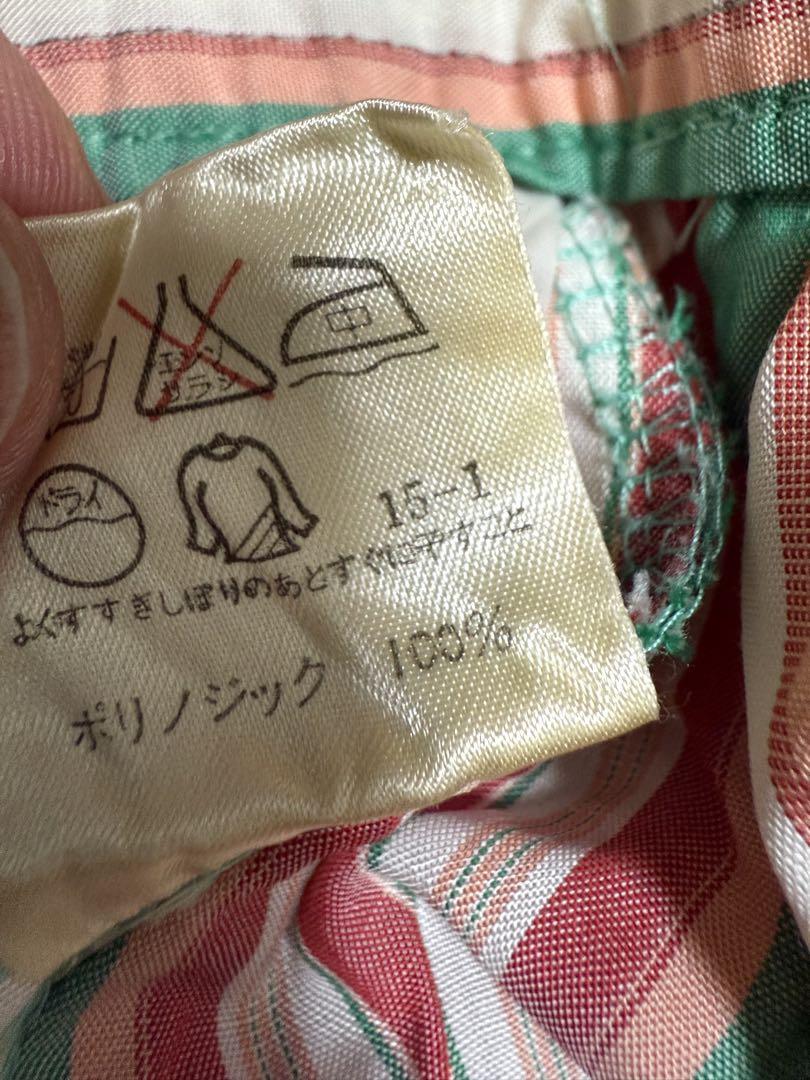 エンソ
サラシ
中
ドライ
15-1
よくすすぎしぼりのあとすぐに干すこと
ポリノジック 100%